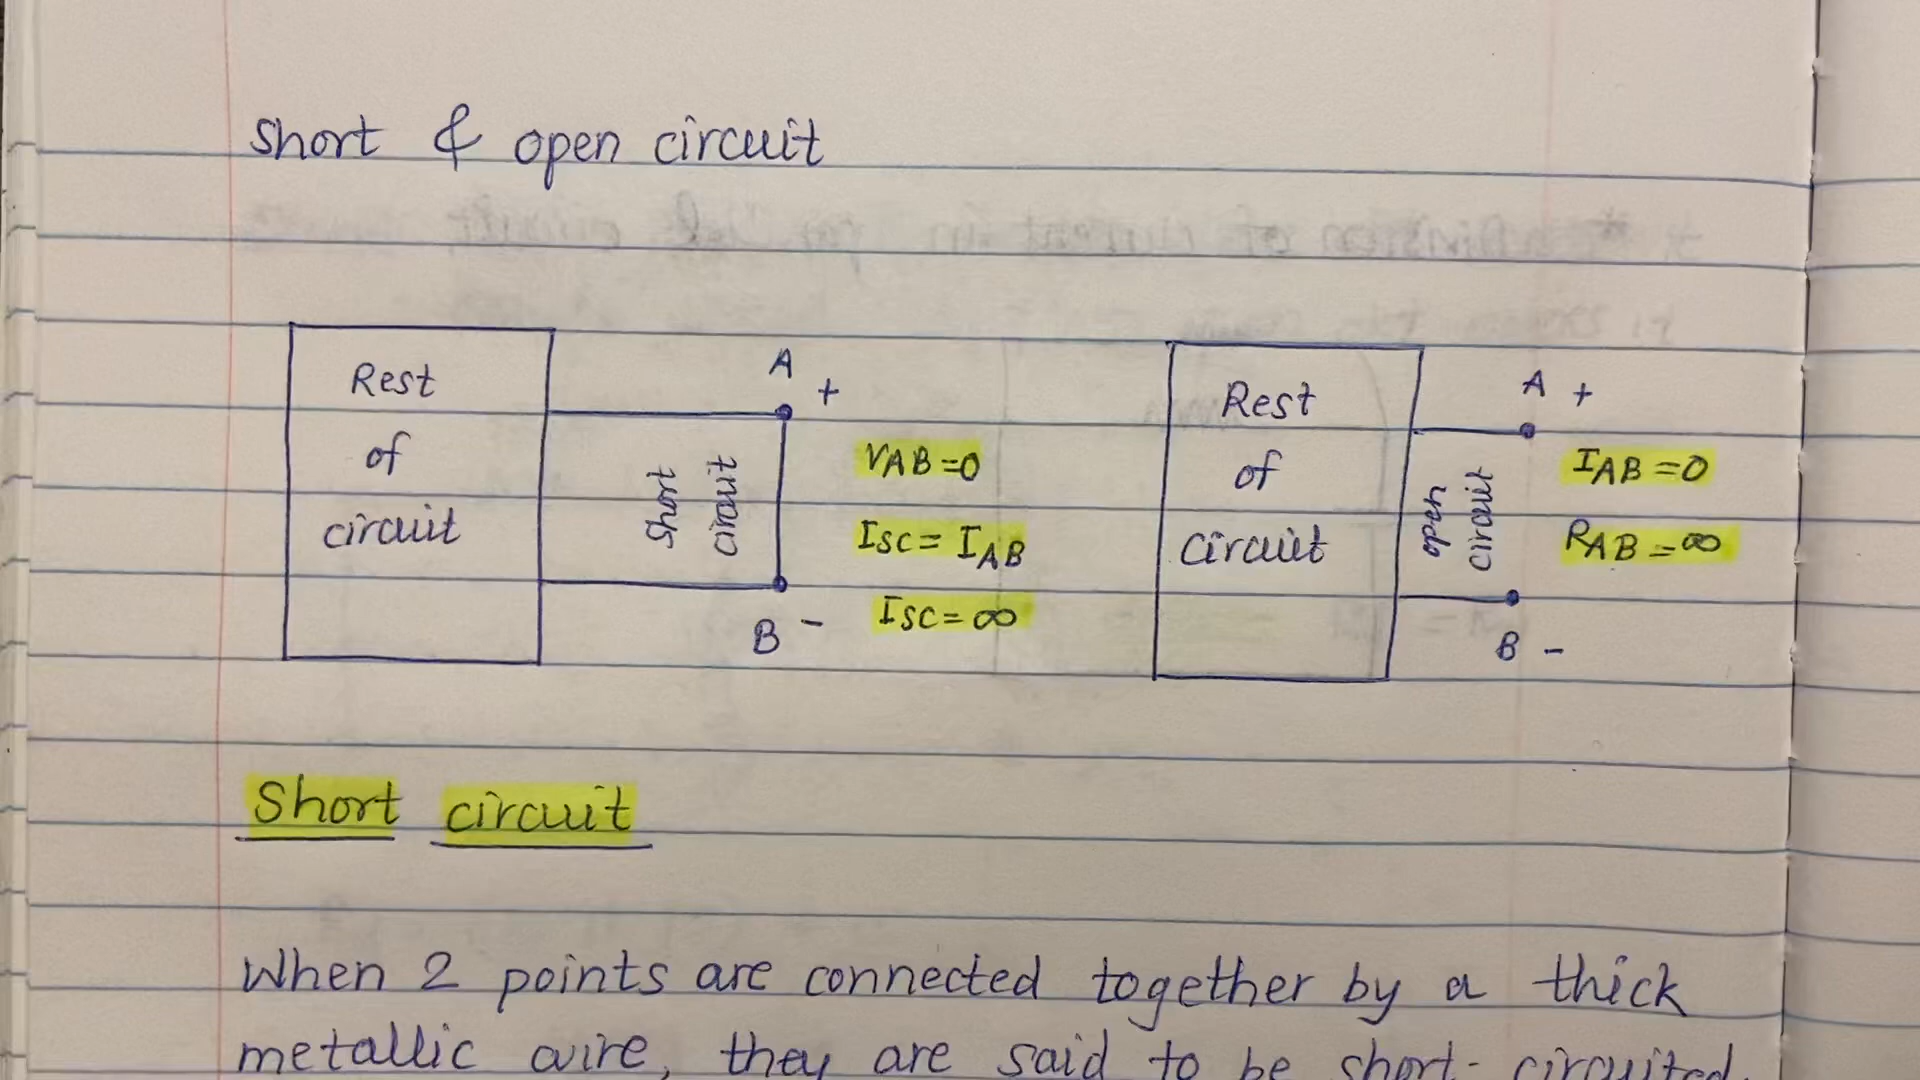 short & open circuit
Rest
of
circuit
A
+
short
circuit
VAB=0
ISC= IAB
ISC=∞
B -
Rest
of
circuit
A +
open
circuit
IAB=0
RAB=∞
B -
Short circuit
When 2 points are connected together by a thick
metallic wire, they are said to be short-circuited.